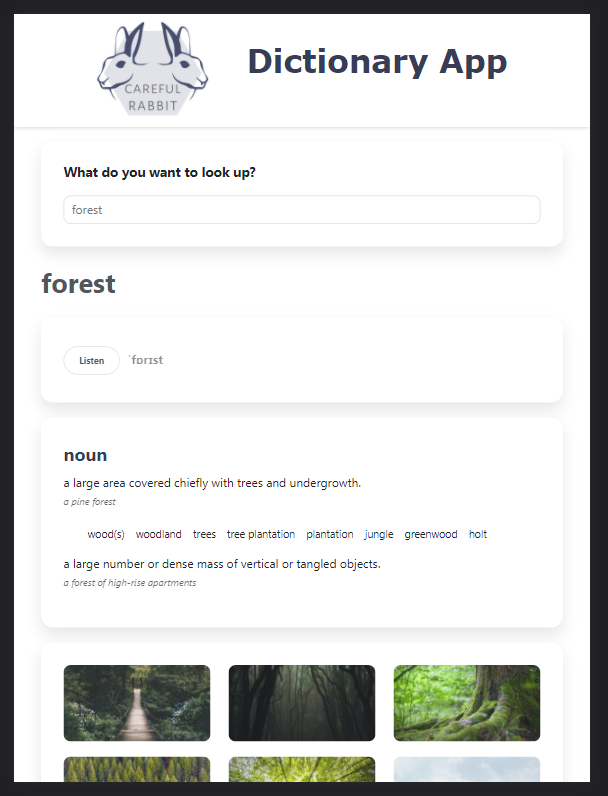 CAREFUL
RABBIT
Dictionary App
What do you want to look up?
forest
forest
Listen ˈfɒrɪst
noun
a large area covered chiefly with trees and undergrowth.
a pine forest
wood(s) woodland trees tree plantation plantation jungle greenwood holt
a large number or dense mass of vertical or tangled objects.
a forest of high-rise apartments